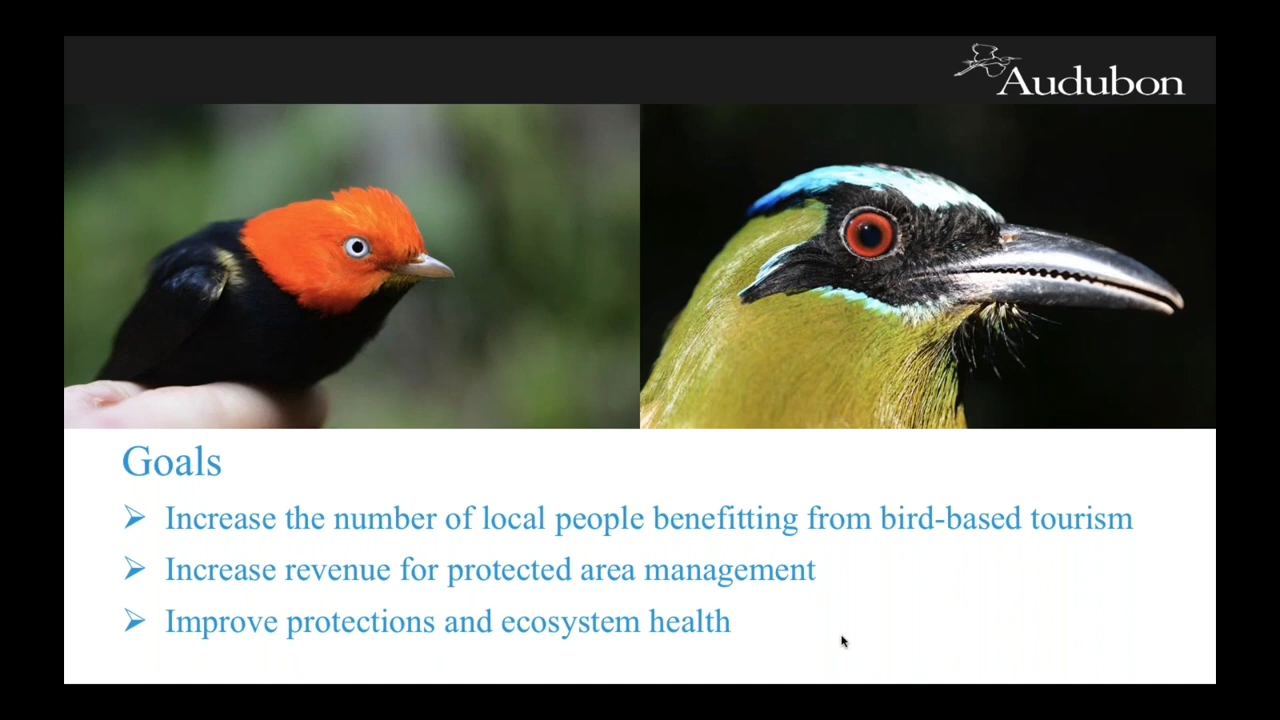 Audubon
Goals
Increase the number of local people benefitting from bird-based tourism
Increase revenue for protected area management
Improve protections and ecosystem health